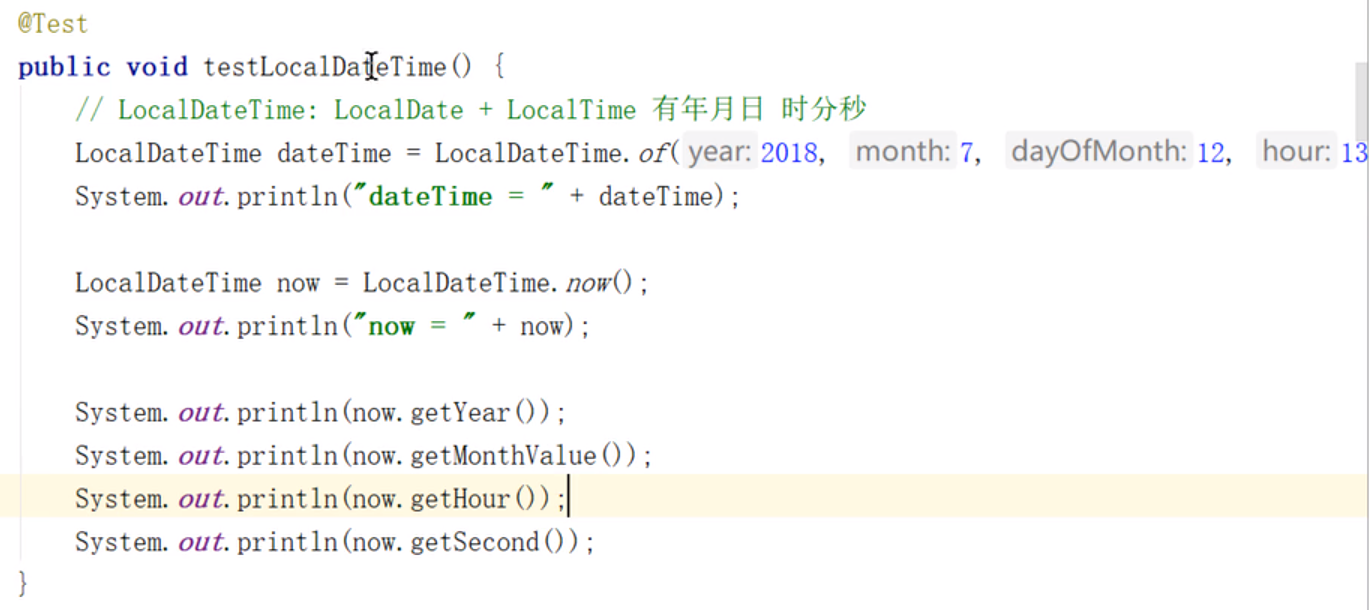 @Test
public void testLocalDateTime() {
// LocalDateTime: LocalDate + LocalTime 有年月日 时分秒
LocalDateTime dateTime = LocalDateTime.of( year: 2018, month: 7, dayOfMonth: 12, hour: 13
System.out.println("dateTime = " + dateTime);
LocalDateTime now = LocalDateTime.now();
System.out.println("now = " + now);
System.out.println(now.getYear());
System.out.println(now.getMonthValue());
System.out.println(now.getHour());
System.out.println(now.getSecond());
}